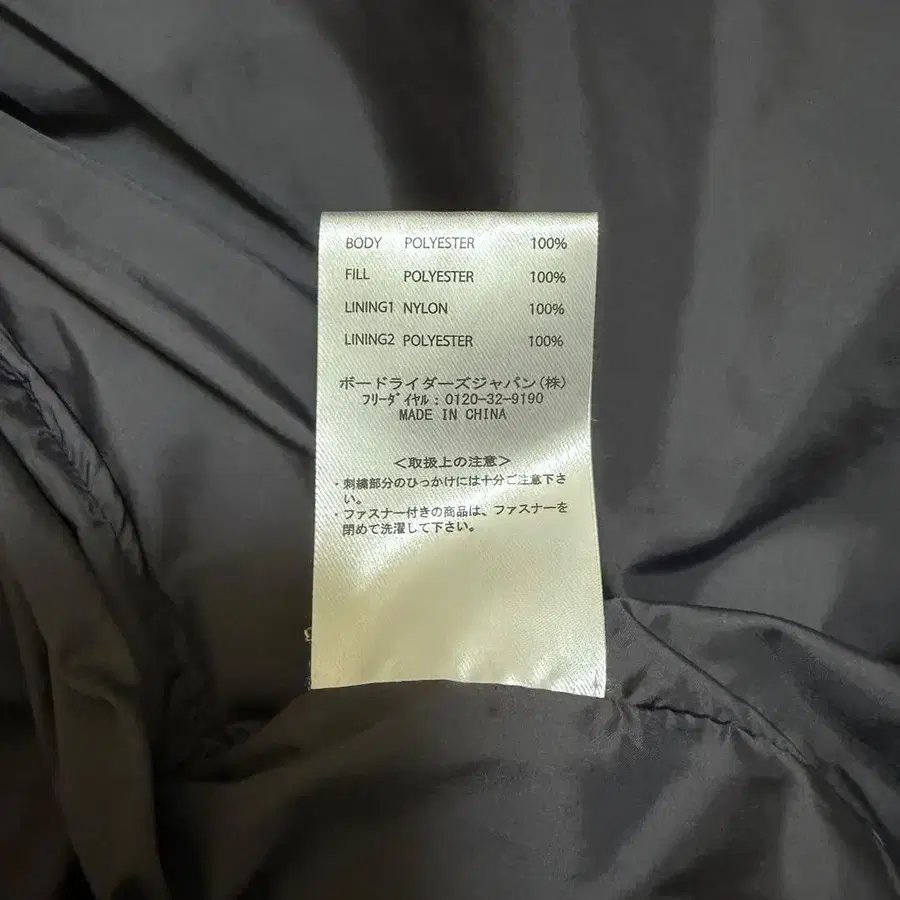 BODY POLYESTER 100%
FILL POLYESTER 100%
LINING1 NYLON 100%
LINING2 POLYESTER 100%
ボードライダーズジャパン(株)
フリーダイヤル:0120-32-9190
MADE IN CHINA
<取扱上の注意>
・刺繍部分のひっかけには十分ご注意下さ
い。
・ファスナー付きの商品は、ファスナーを
閉めて洗濯して下さい。